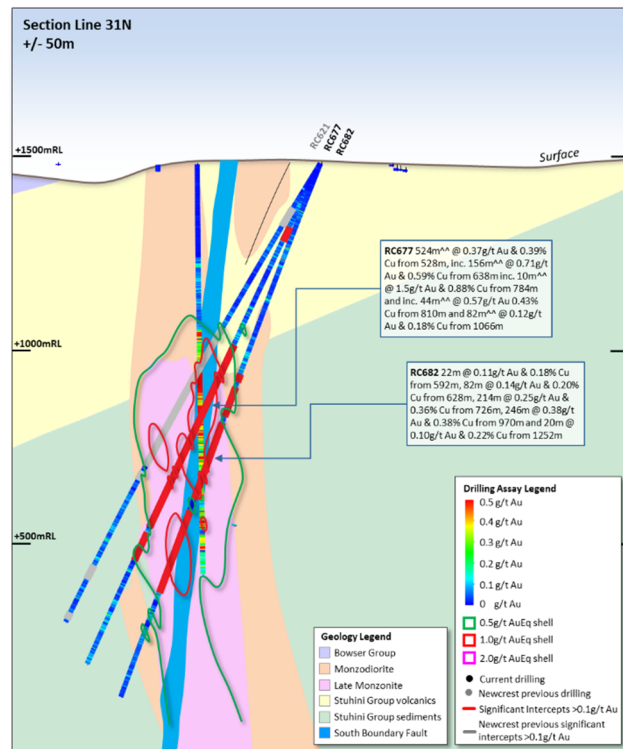 Section Line 31N
+/- 50m
RC621
RC677
RC682
+1500mRL
Surface
RC677 524m^^ @ 0.37g/t Au & 0.39%
Cu from 528m, Inc. 156m^^ @ 0.71g/t
Au & 0.59% Cu from 638m inc. 10m^^
@ 1.5g/t Au & 0.88% Cu from 784m
and inc. 44m^^ @ 0.57g/t Au 0.43%
Cu from 810m and 82m^^ @ 0.12g/t
Au & 0.18% Cu from 1066m
+1000mRL
RC682 22m @ 0.11g/t Au & 0.18% Cu
from 592m, 82m @ 0.14g/t Au & 0.20%
Cu from 628m, 214m @ 0.25g/t Au &
0.36% Cu from 726m, 246m @ 0.38g/t
Au & 0.38% Cu from 970m and 20m @
0.10g/t Au & 0.22% Cu from 1252m
+500mRL
Drilling Assay Legend
0.5 g/t Au
0.4 g/t Au
0.3 g/t Au
0.2 g/t Au
0.1 g/t Au
0 g/t Au
0.5g/t AuEq shell
1.0g/t AuEq shell
2.0g/t AuEq shell
Current drilling
Newcrest previous drilling
Significant Intercepts >0.1g/t Au
Newcrest previous significant
intercepts >0.1g/t Au
Geology Legend
Bowser Group
Monzodiorite
Late Monzonite
Stuhini Group volcanics
Stuhini Group sediments
South Boundary Fault